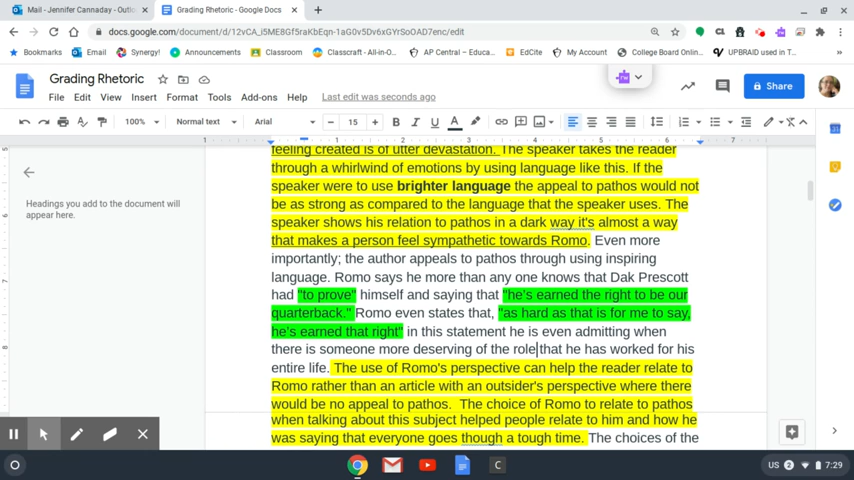 Mail - Jennifer Cannaday - Outlo
Grading Rhetoric - Google Docs
docs.google.com/document/d/12vCA_i5ME8Gf5raKbEqn-1aG0v5Dv6xGYrSoOAD7enc/edit
Bookmarks
Email
Synergy!
Announcements
Classroom
Classcraft - All-in-O...
AP Central – Educa...
EdCite
My Account
College Board Onlin...
UPBRAID used in T...
Grading Rhetoric
File Edit View Insert Format Tools Add-ons Help Last edit was seconds ago
Share
100% Normal text Arial 15
1 1 2 3 4 5 6 7
Headings you add to the document will
appear here.
feeling created is of utter devastation. The speaker takes the reader
through a whirlwind of emotions by using language like this. If the
speaker were to use brighter language the appeal to pathos would not
be as strong as compared to the language that the speaker uses. The
speaker shows his relation to pathos in a dark way it's almost a way
that makes a person feel sympathetic towards Romo. Even more
importantly; the author appeals to pathos through using inspiring
language. Romo says he more than any one knows that Dak Prescott
had "to prove" himself and saying that "he's earned the right to be our
quarterback." Romo even states that, "as hard as that is for me to say,
he's earned that right" in this statement he is even admitting when
there is someone more deserving of the role that he has worked for his
entire life. The use of Romo's perspective can help the reader relate to
Romo rather than an article with an outsider's perspective where there
would be no appeal to pathos. The choice of Romo to relate to pathos
when talking about this subject helped people relate to him and how he
was saying that everyone goes though a tough time. The choices of the
US 2 7:29